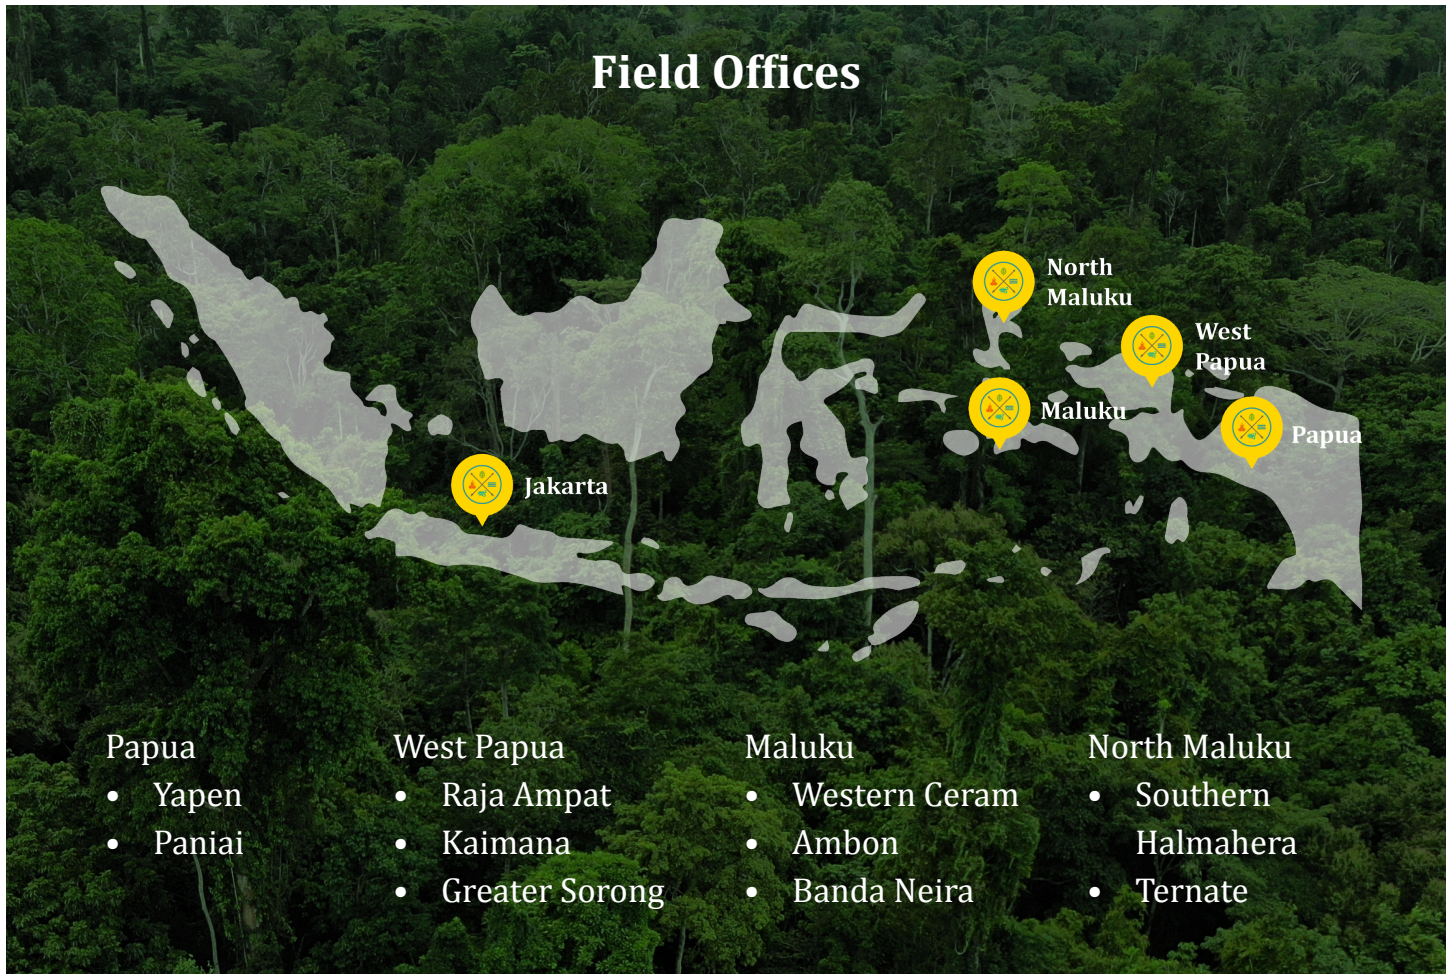 Field Offices
North
Maluku
West
Papua
Maluku
Papua
Jakarta
Papua
• Yapen
• Paniai
West Papua
• Raja Ampat
• Kaimana
• Greater Sorong
Maluku
• Western Ceram
• Ambon
• Banda Neira
North Maluku
• Southern
Halmahera
• Ternate